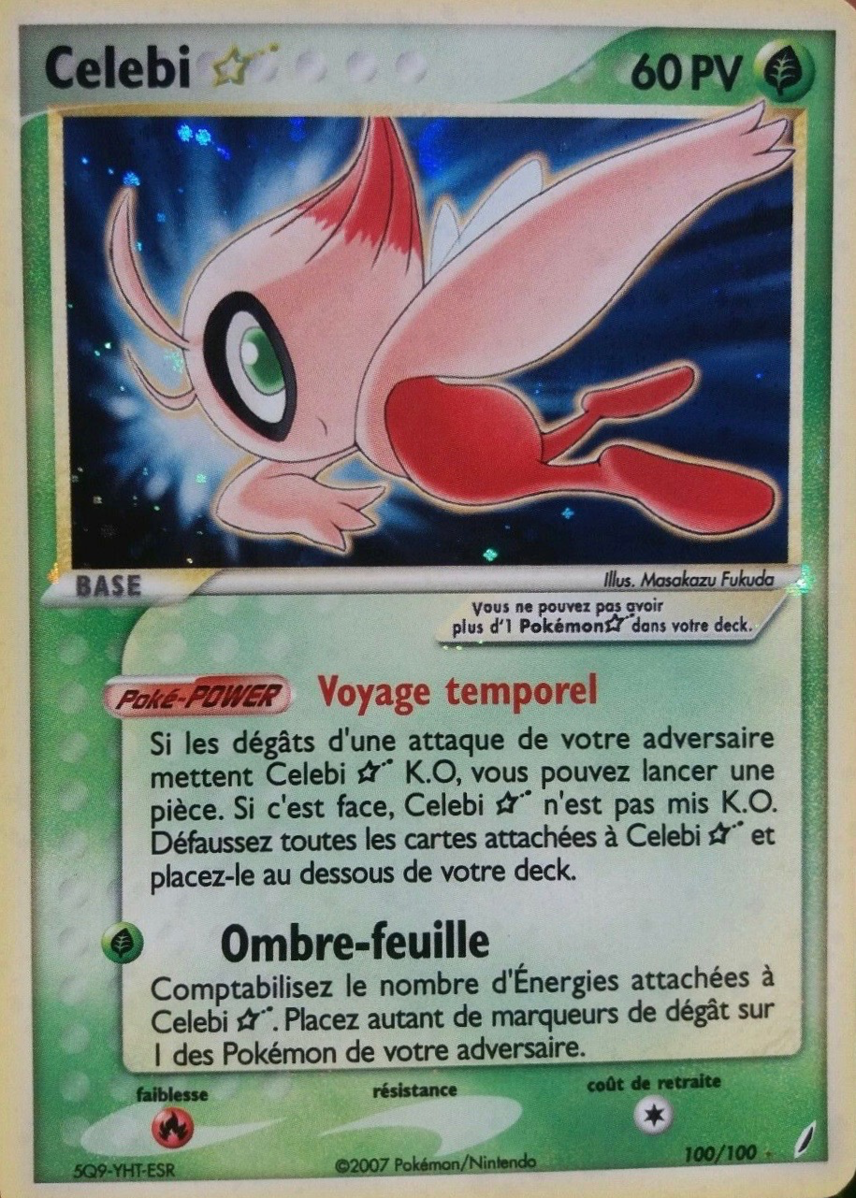 Celebi ☆ 60 PV
BASE
Illus. Masakazu Fukuda
Vous ne pouvez pas avoir
plus d'1 Pokémon☆ dans votre deck.
Poké-POWER Voyage temporel
Si les dégâts d'une attaque de votre adversaire
mettent Celebi ☆ K.O, vous pouvez lancer une
pièce. Si c'est face, Celebi ☆ n'est pas mis K.O.
Défaussez toutes les cartes attachées à Celebi ☆ et
placez-le au dessous de votre deck.
Ombre-feuille
Comptabilisez le nombre d'Énergies attachées à
Celebi ☆. Placez autant de marqueurs de dégât sur
1 des Pokémon de votre adversaire.
faiblesse résistance coût de retraite
5Q9-YHT-ESR ©2007 Pokémon/Nintendo 100/100